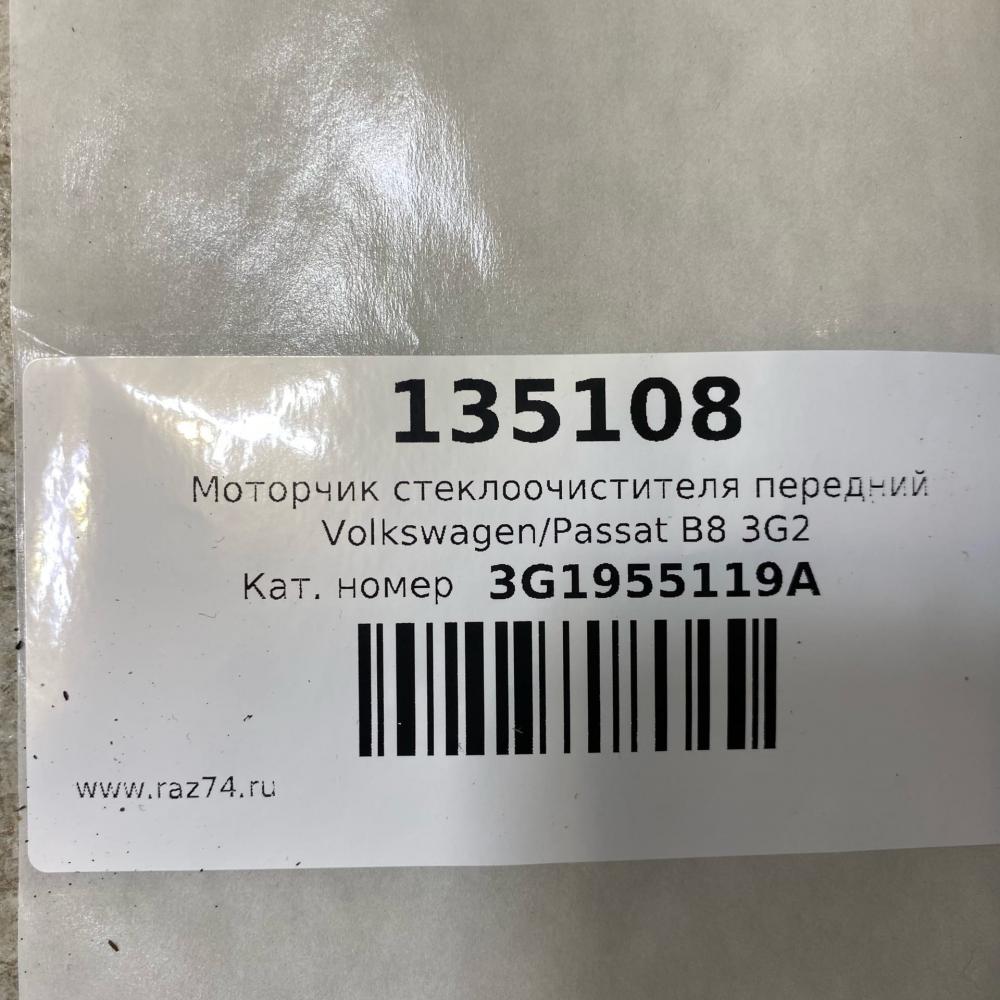 135108
Моторчик стеклоочистителя передний
Volkswagen/Passat B8 3G2
Кат. номер 3G1955119A
www.raz74.ru